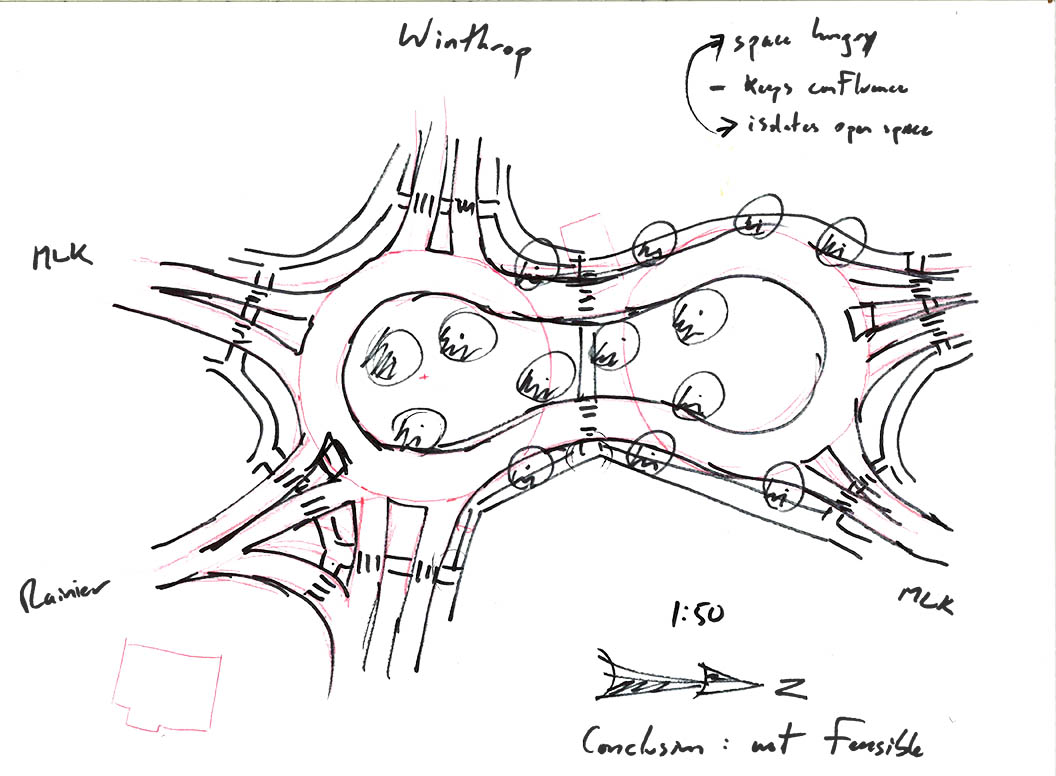 Winthrop
space hungry
- Keeps confluence
isolates open space
MLK
Rainier
MLK
1:50
Z
Conclusion: not Feasible